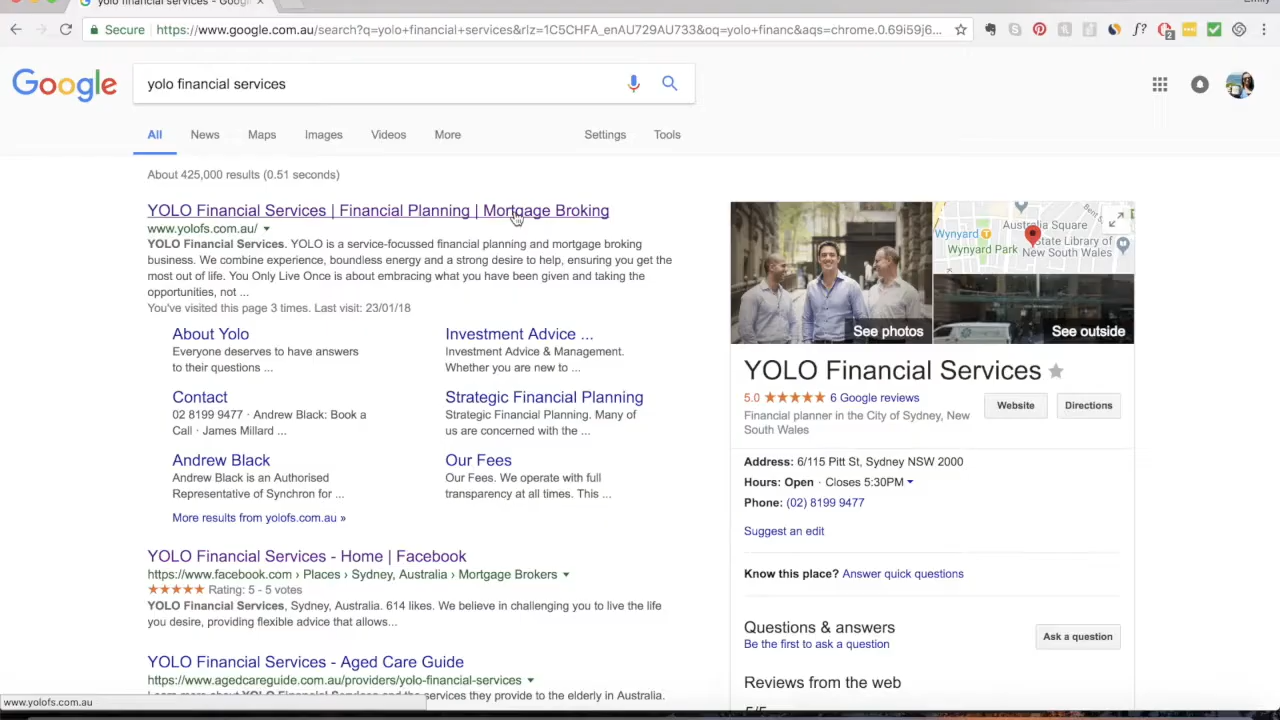 yolo financial services - Googl
Emily
Secure
https://www.google.com.au/search?q=yolo+financial+services&rlz=1C5CHFA_enAU729AU733&oq=yolo+financ&aqs=chrome.0.69i59j6...
2
f?
Google
yolo financial services
All
News
Maps
Images
Videos
More
Settings
Tools
About 425,000 results (0.51 seconds)
YOLO Financial Services | Financial Planning | Mortgage Broking
www.yolofs.com.au/
YOLO Financial Services. YOLO is a service-focussed financial planning and mortgage broking
business. We combine experience, boundless energy and a strong desire to help, ensuring you get the
most out of life. You Only Live Once is about embracing what you have been given and taking the
opportunities, not ...
You've visited this page 3 times. Last visit: 23/01/18
About Yolo
Everyone deserves to have answers
to their questions ...
Investment Advice ...
Investment Advice & Management.
Whether you are new to ...
Contact
02 8199 9477 · Andrew Black: Book a
Call · James Millard ...
Strategic Financial Planning
Strategic Financial Planning. Many of
us are concerned with the ...
Andrew Black
Andrew Black is an Authorised
Representative of Synchron for ...
Our Fees
Our Fees. We operate with full
transparency at all times. This ...
More results from yolofs.com.au »
YOLO Financial Services - Home | Facebook
https://www.facebook.com › Places › Sydney, Australia › Mortgage Brokers
Rating: 5 - 5 votes
YOLO Financial Services, Sydney, Australia. 614 likes. We believe in challenging you to live the life
you desire, providing flexible advice that allows...
YOLO Financial Services - Aged Care Guide
https://www.agedcareguide.com.au/providers/yolo-financial-services
Learn more about YOLO Financial Services and the services they provide to the elderly in Australia.
www.yolofs.com.au
See photos
Wynyard
Wynyard Park
Australia Square
Bent S
State Library of
New South Wales
See outside
YOLO Financial Services
5.0
6 Google reviews
Financial planner in the City of Sydney, New
South Wales
Website
Directions
Address: 6/115 Pitt St, Sydney NSW 2000
Hours: Open · Closes 5:30PM
Phone: (02) 8199 9477
Suggest an edit
Know this place? Answer quick questions
Questions & answers
Be the first to ask a question
Ask a question
Reviews from the web
5/5